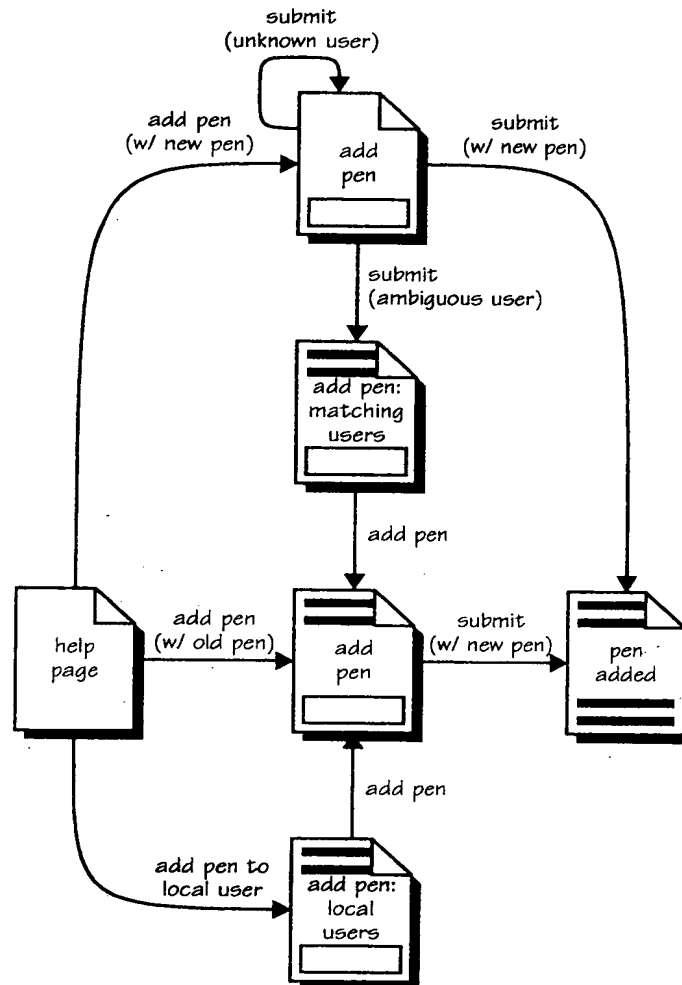 submit
(unknown user)
add pen
(w/ new pen)
submit
(w/ new pen)
add
pen
submit
(ambiguous user)
add pen:
matching
users
add pen
help
page
add pen
(w/ old pen)
add
pen
submit
(w/ new pen)
pen
added
add pen
add pen to
local user
add pen:
local
users